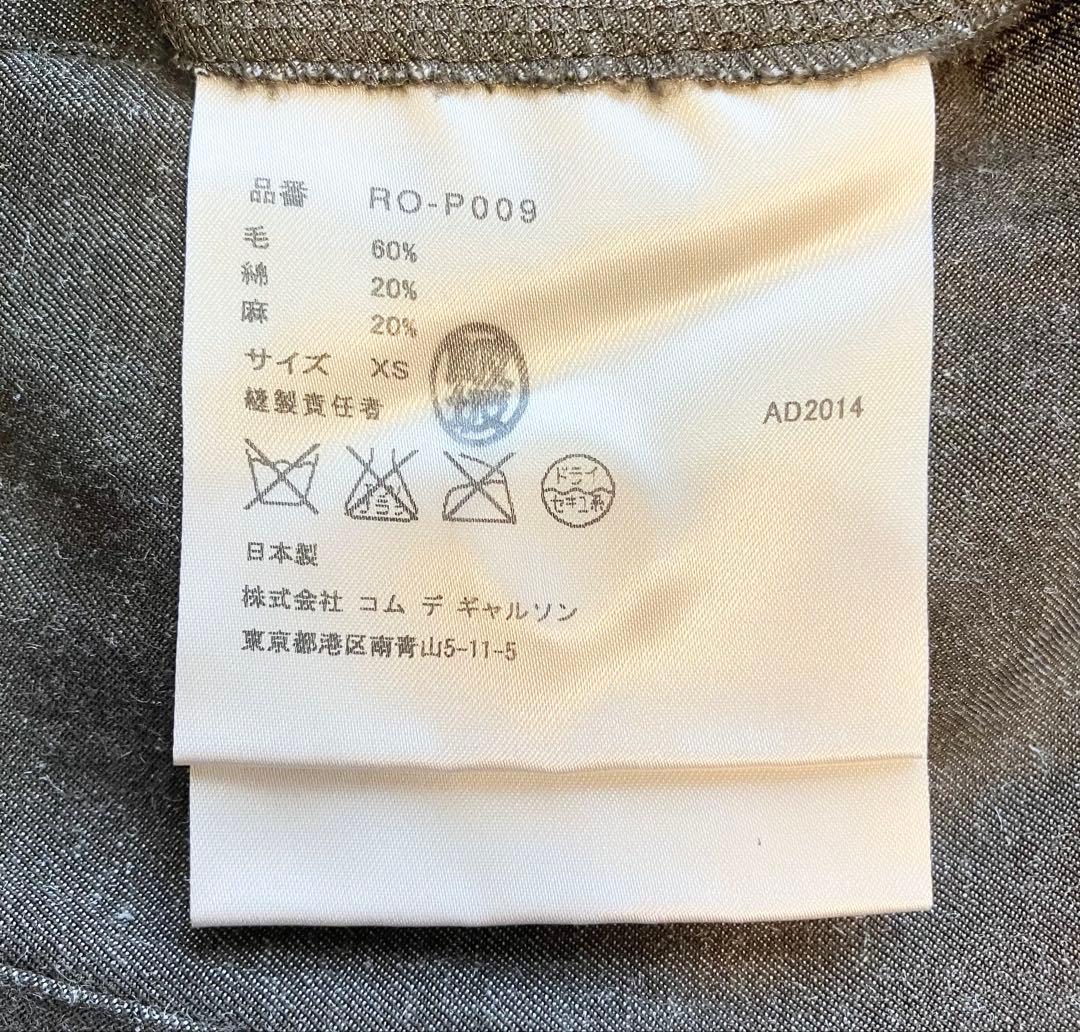 品番 RO-P009
毛 60%
綿 20%
麻 20%
サイズ XS
縫製責任者
AD2014
ドライ
セキユ系
日本製
株式会社 コム デ ギャルソン
東京都港区南青山5-11-5